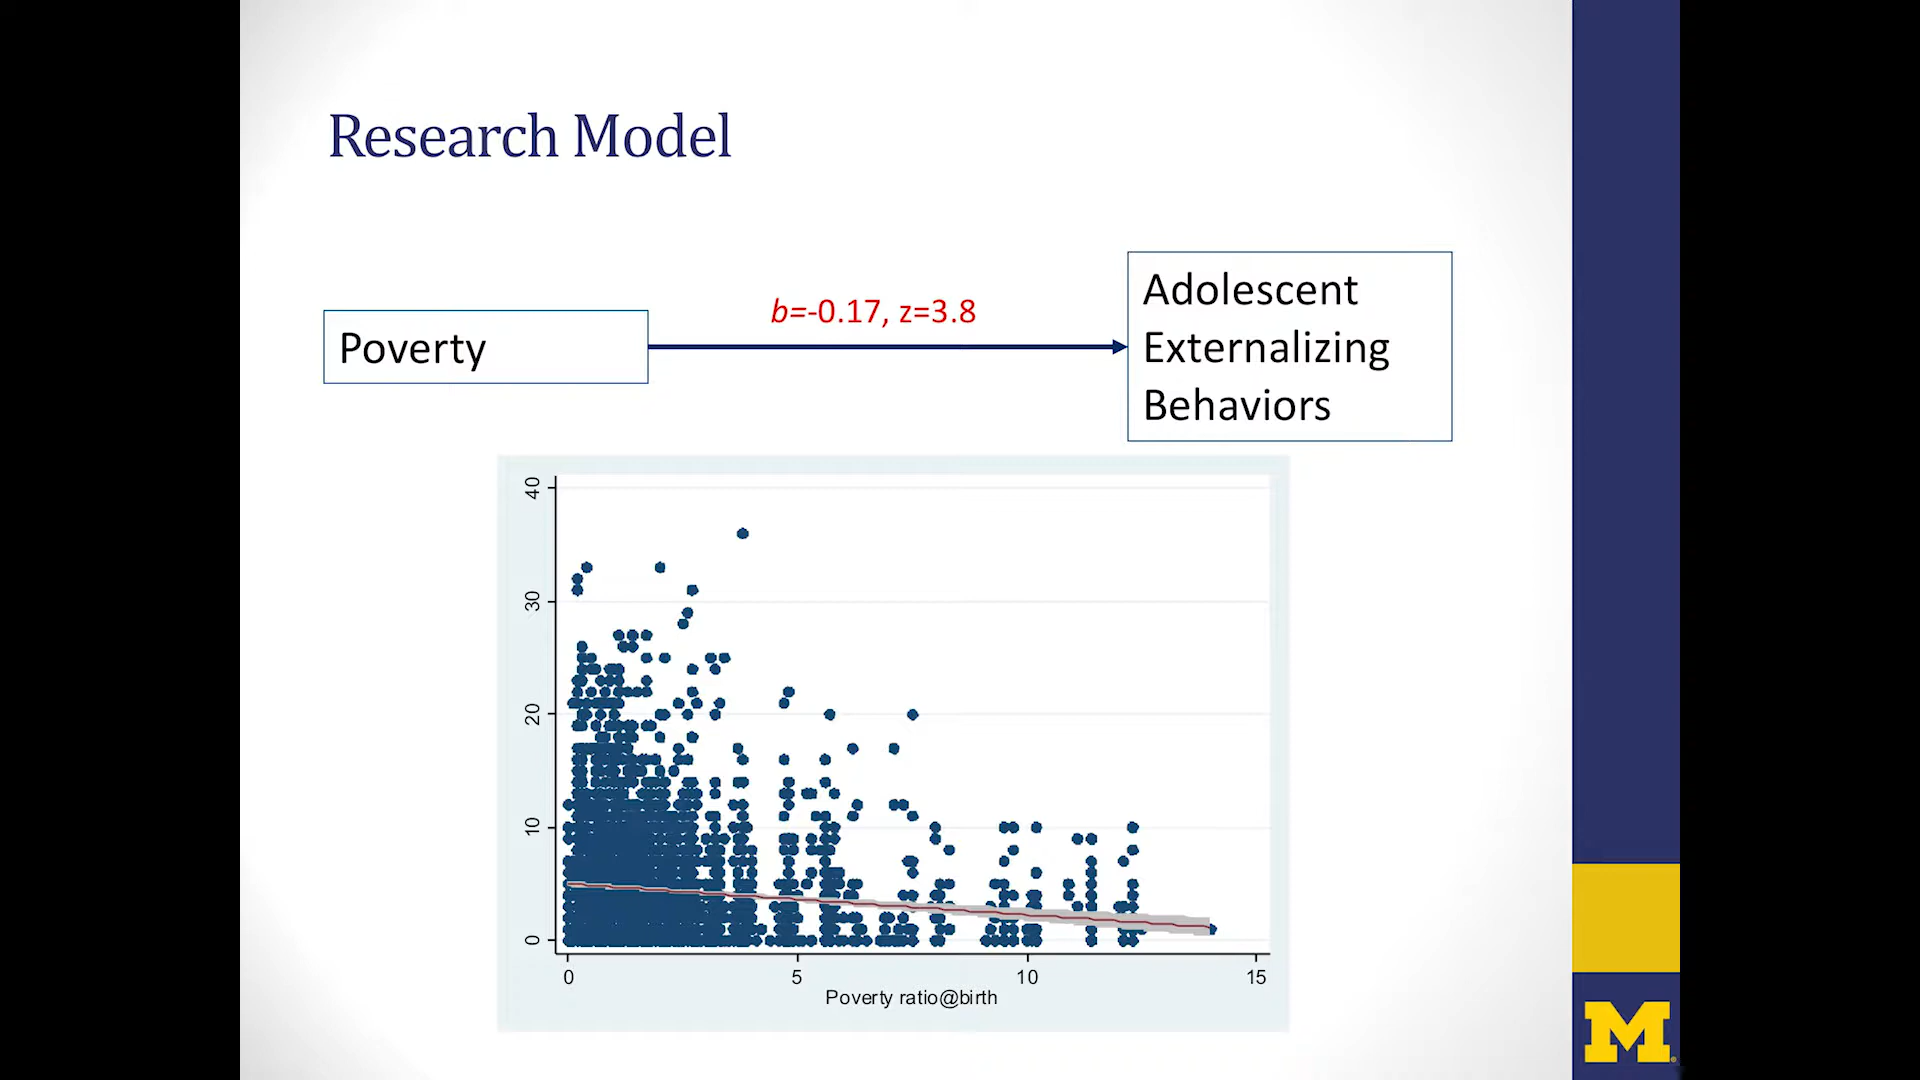 Research Model
Poverty
b=-0.17, z=3.8
Adolescent
Externalizing
Behaviors
40
30
20
10
0
0 5 10 15
Poverty ratio@birth
M